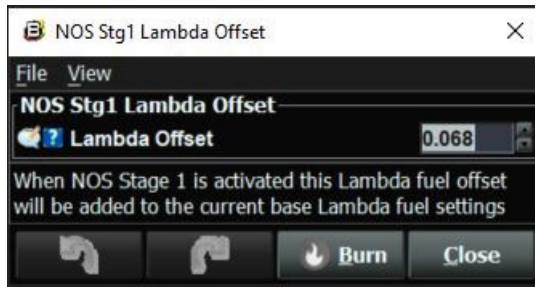 NOS Stg1 Lambda Offset
File View
NOS Stg1 Lambda Offset
Lambda Offset 0.068
When NOS Stage 1 is activated this Lambda fuel offset
will be added to the current base Lambda fuel settings
Burn Close